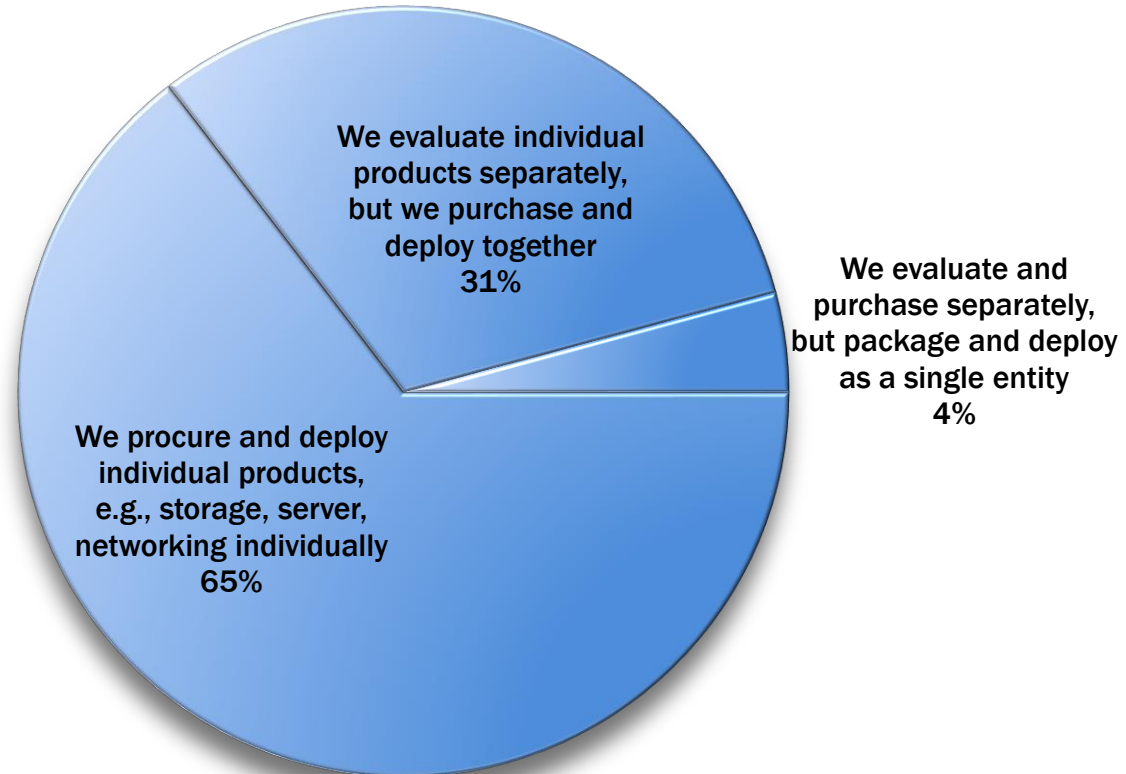 We evaluate individual
products separately,
but we purchase and
deploy together
31%
We evaluate and
purchase separately,
but package and deploy
as a single entity
4%
We procure and deploy
individual products,
e.g., storage, server,
networking individually
65%